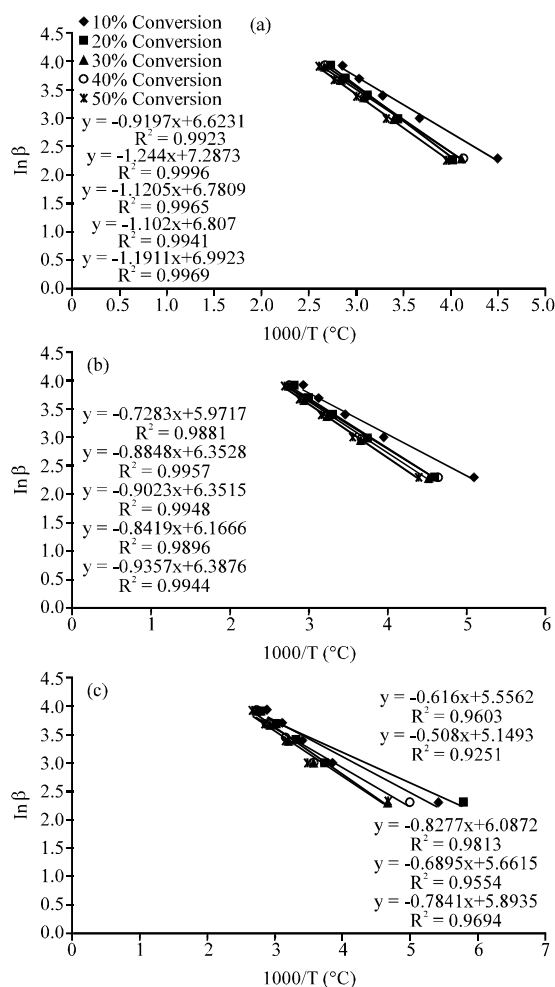 (a)
10% Conversion
20% Conversion
30% Conversion
40% Conversion
50% Conversion
y = -0.9197x+6.6231
R² = 0.9923
y = -1.244x+7.2873
R² = 0.9996
y = -1.1205x+6.7809
R² = 0.9965
y = -1.102x+6.807
R² = 0.9941
y = -1.1911x+6.9923
R² = 0.9969
4.5
4.0
3.5
3.0
2.5
2.0
1.5
1.0
0.5
0.0
ln β
0 0.5 1.0 1.0 2.0 2.5 3.0 3.5 4.0 4.5 5.0
1000/T (°C)
(b)
y = -0.7283x+5.9717
R² = 0.9881
y = -0.8848x+6.3528
R² = 0.9957
y = -0.9023x+6.3515
R² = 0.9948
y = -0.8419x+6.1666
R² = 0.9896
y = -0.9357x+6.3876
R² = 0.9944
4.5
4.0
3.5
3.0
2.5
2.0
1.5
1.0
0.5
0.0
ln β
0 1 2 3 4 5 6
1000/T (°C)
(c)
y = -0.616x+5.5562
R² = 0.9603
y = -0.508x+5.1493
R² = 0.9251
y = -0.8277x+6.0872
R² = 0.9813
y = -0.6895x+5.6615
R² = 0.9554
y = -0.7841x+5.8935
R² = 0.9694
4.5
4.0
3.5
3.0
2.5
2.0
1.5
1.0
0.5
0.0
ln β
0 1 2 3 4 5 6 7
1000/T (°C)